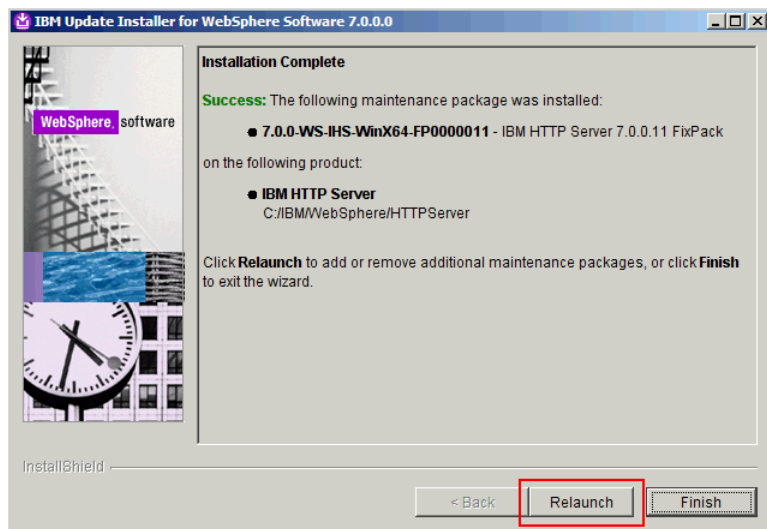 IBM Update Installer for WebSphere Software 7.0.0.0
WebSphere. software
Installation Complete
Success: The following maintenance package was installed:
7.0.0-WS-IHS-WinX64-FP0000011 - IBM HTTP Server 7.0.0.11 FixPack
on the following product:
IBM HTTP Server
C:/IBM/WebSphere/HTTPServer
Click Relaunch to add or remove additional maintenance packages, or click Finish
to exit the wizard.
InstallShield
< Back
Relaunch
Finish